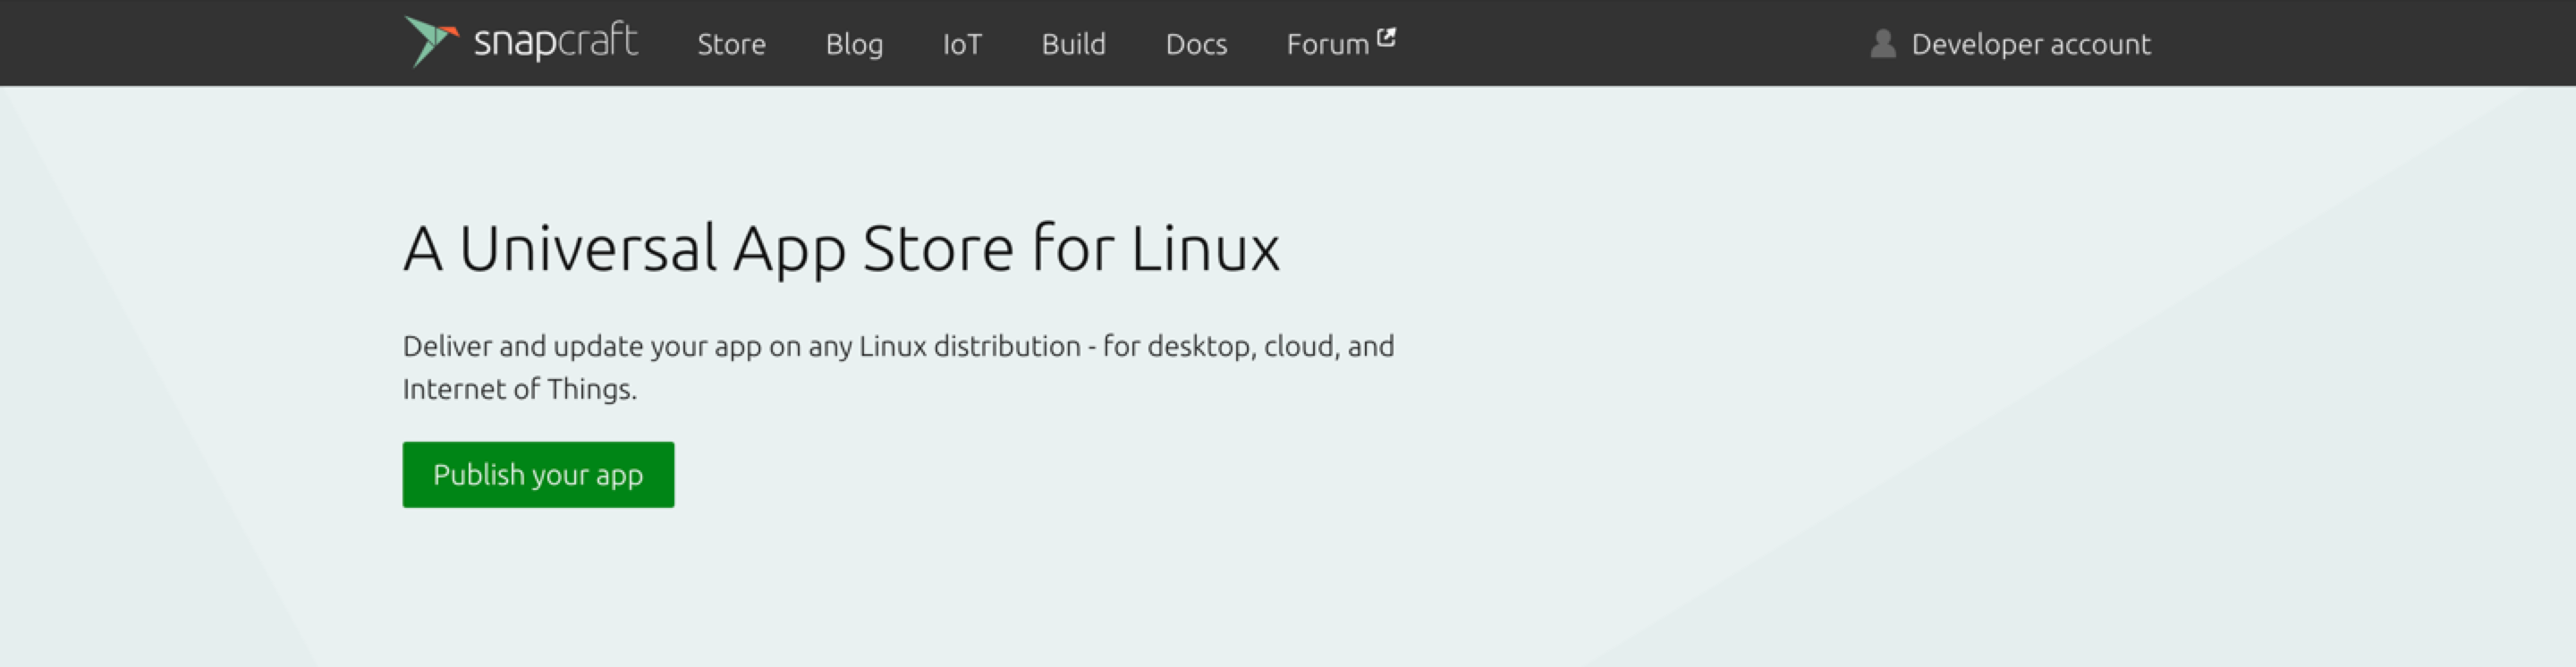 snapcraft Store Blog IoT Build Docs Forum Developer account
A Universal App Store for Linux
Deliver and update your app on any Linux distribution - for desktop, cloud, and
Internet of Things.
Publish your app